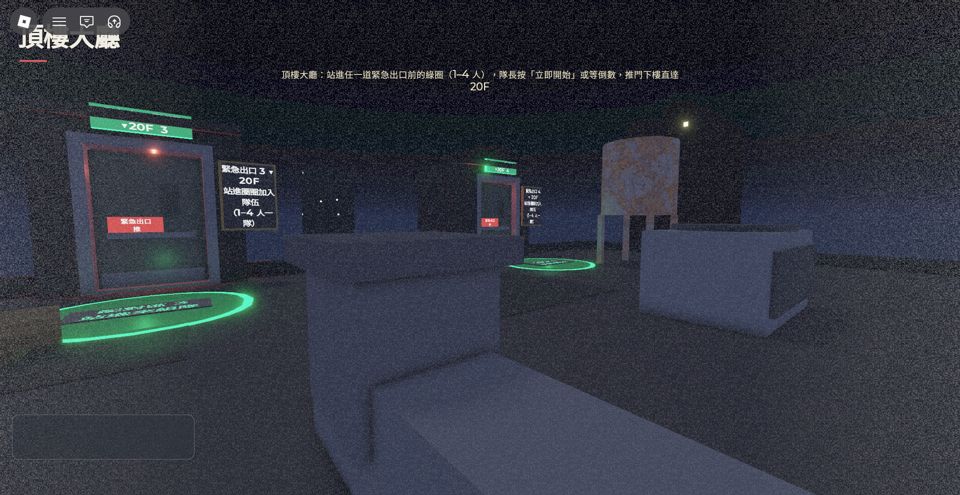 頂樓大廳
頂樓大廳：站進任一道緊急出口前的綠圈（1–4 人），隊長按「立即開始」或等倒數，推門下樓直達
20F
▼20F 3
緊急出口 3 ▼
20F
站進圈圈加入
隊伍
（1–4 人一
隊）
緊急出口
推